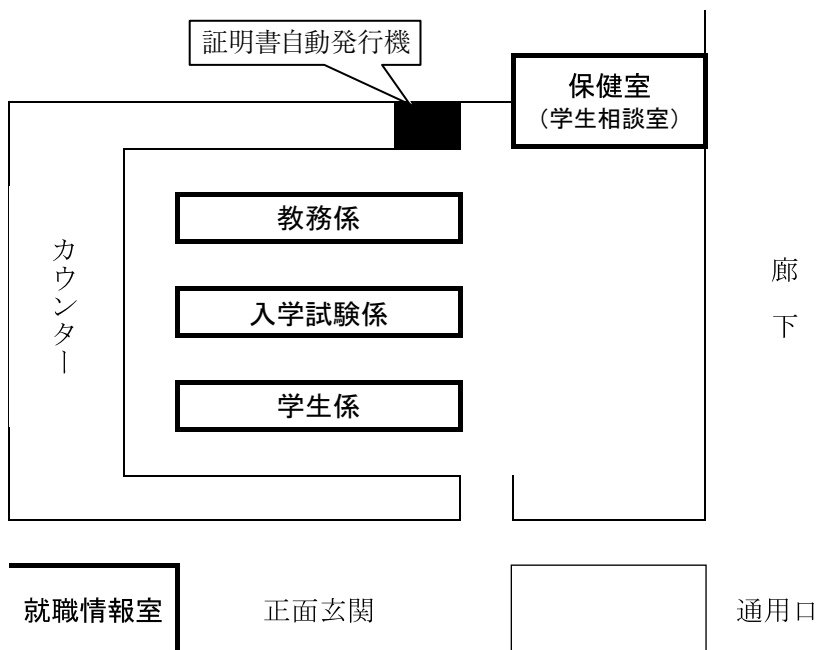 証明書自動発行機
保健室
（学生相談室）
教務係
カウンター
入学試験係
廊下
学生係
就職情報室
正面玄関
通用口